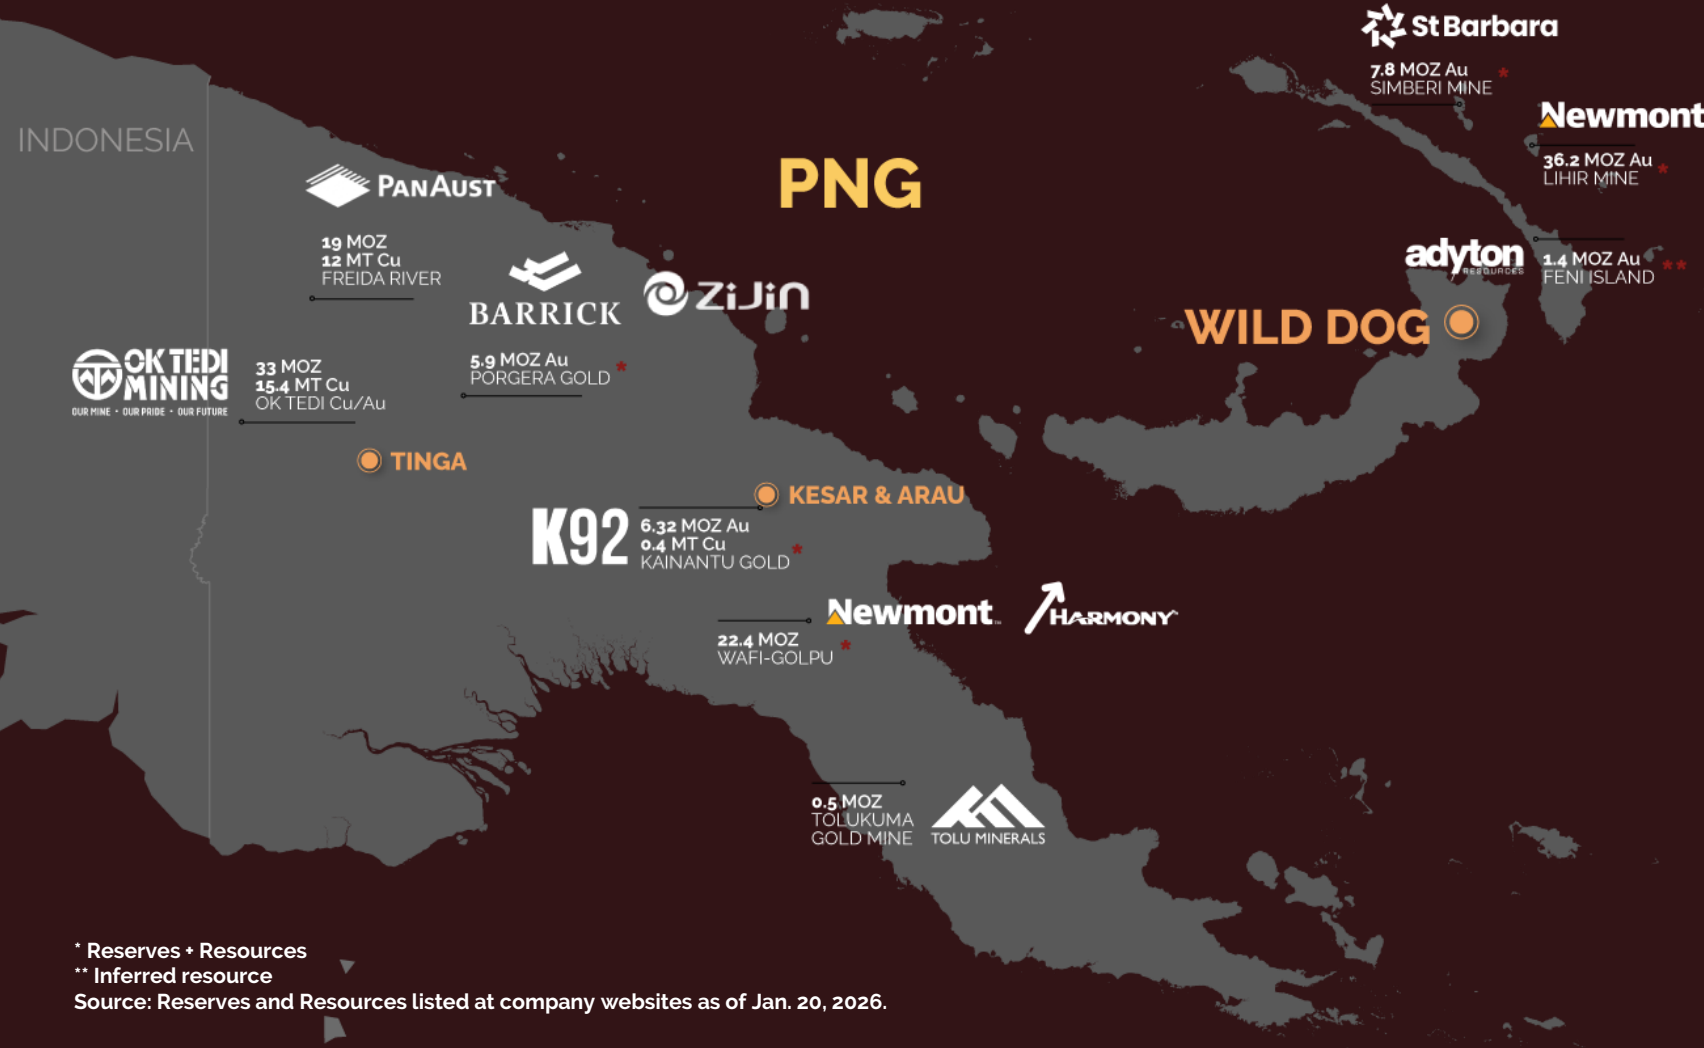 St Barbara
7.8 MOZ Au *
SIMBERI MINE
Newmont
36.2 MOZ Au *
LIHIR MINE
INDONESIA
PNG
PANAUST
19 MOZ
12 MT Cu
FREIDA RIVER
BARRICK
ZiJin
5.9 MOZ Au *
PORGERA GOLD
adyton
RESOURCES
1.4 MOZ Au **
FENI ISLAND
WILD DOG
OK TEDI
MINING
OUR MINE • OUR PRIDE • OUR FUTURE
33 MOZ
15.4 MT Cu
OK TEDI Cu/Au
TINGA
KESAR & ARAU
K92
6.32 MOZ Au
0.4 MT Cu *
KAINANTU GOLD
Newmont™
HARMONY™
22.4 MOZ *
WAFI-GOLPU
0.5 MOZ
TOLUKUMA
GOLD MINE
TOLU MINERALS
* Reserves + Resources
** Inferred resource
Source: Reserves and Resources listed at company websites as of Jan. 20, 2026.